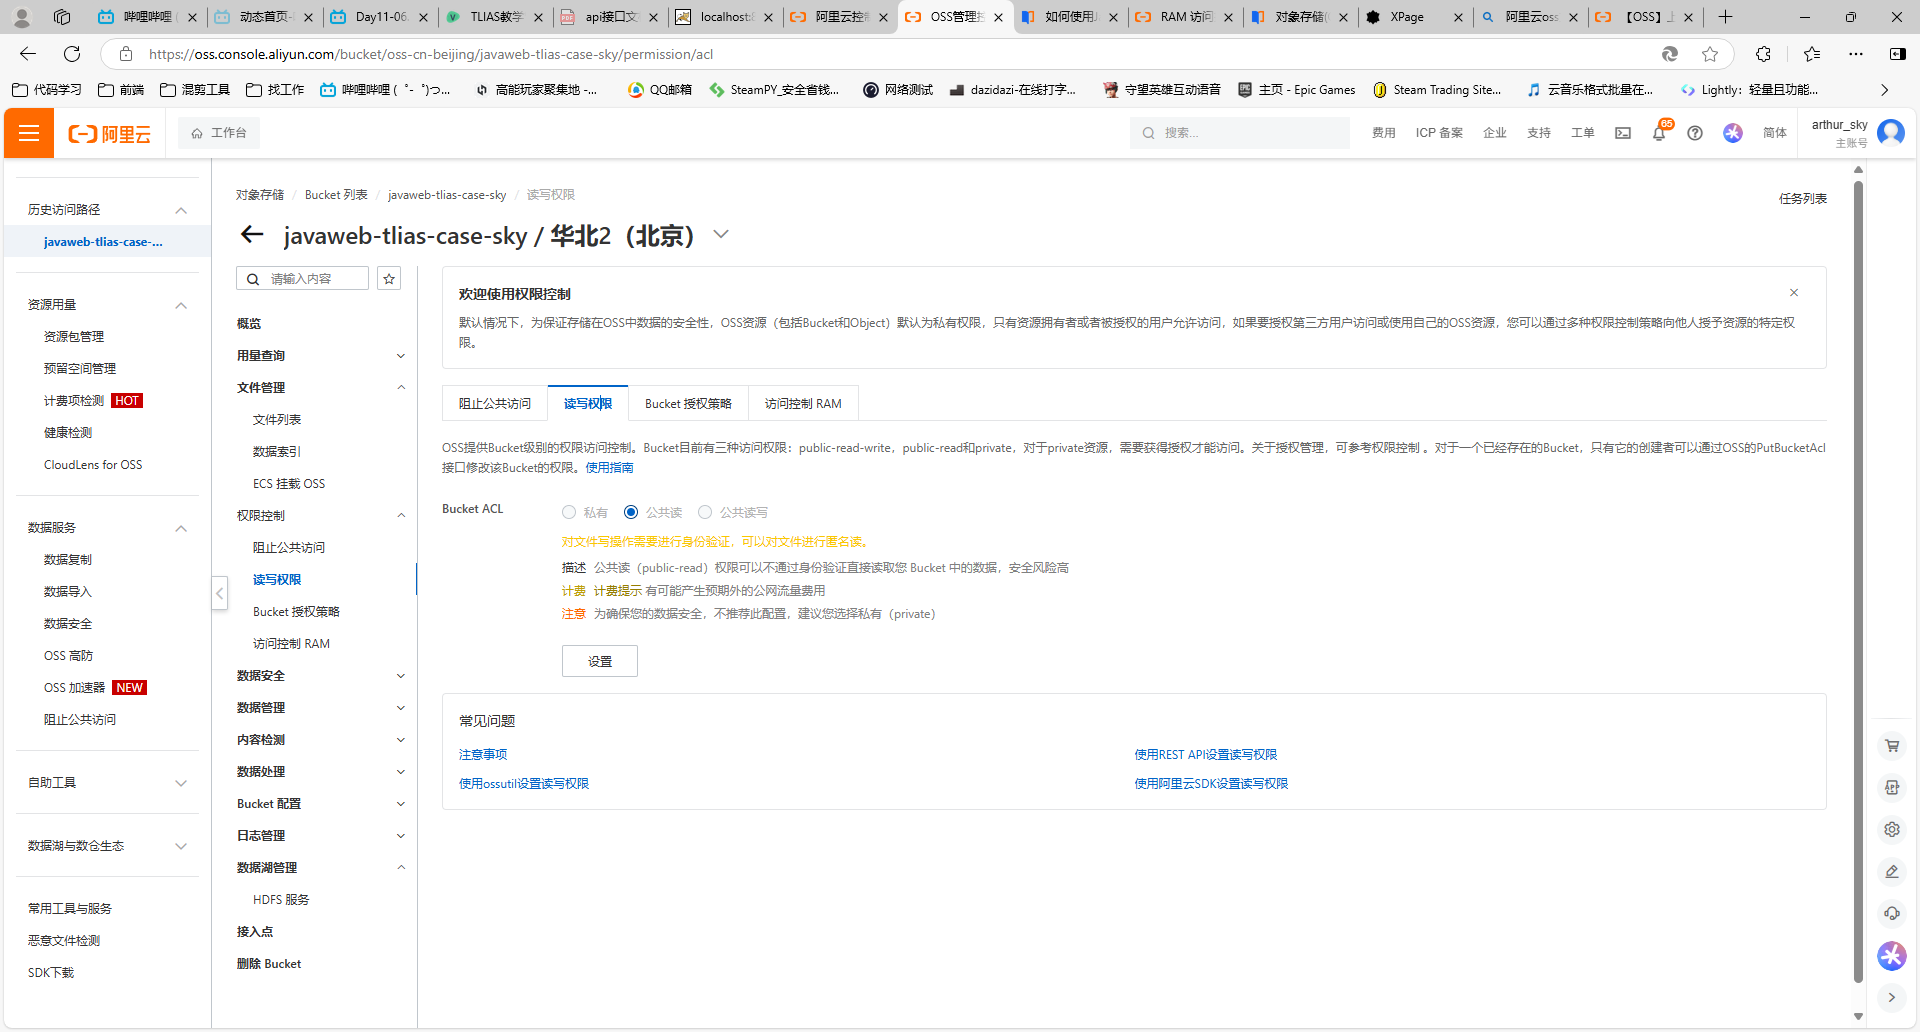 哔哩哔哩 (
动态首页-
Day11-06.
TLIAS教学
api接口文
localhost:8
阿里云控
OSS管理控
如何使用J
RAM 访问
对象存储(
XPage
阿里云oss
【OSS】上
https://oss.console.aliyun.com/bucket/oss-cn-beijing/javaweb-tlias-case-sky/permission/acl
代码学习
前端
混剪工具
找工作
哔哩哔哩 ( ゜- ゜)つ...
高能玩家聚集地 -...
QQ邮箱
SteamPY_安全省钱...
网络测试
dazidazi-在线打字...
守望英雄互动语音
主页 - Epic Games
Steam Trading Site...
云音乐格式批量在...
Lightly：轻量且功能...
阿里云
工作台
搜索...
费用
ICP 备案
企业
支持
工单
65
简体
arthur_sky
主账号
历史访问路径
javaweb-tlias-case-...
资源用量
资源包管理
预留空间管理
计费项检测 HOT
健康检测
CloudLens for OSS
数据服务
数据复制
数据导入
数据安全
OSS 高防
OSS 加速器 NEW
阻止公共访问
自助工具
数据湖与数仓生态
常用工具与服务
恶意文件检测
SDK下载
对象存储 / Bucket 列表 / javaweb-tlias-case-sky / 读写权限
任务列表
javaweb-tlias-case-sky / 华北2（北京）
请输入内容
概览
用量查询
文件管理
文件列表
数据索引
ECS 挂载 OSS
权限控制
阻止公共访问
读写权限
Bucket 授权策略
访问控制 RAM
数据安全
数据管理
内容检测
数据处理
Bucket 配置
日志管理
数据湖管理
HDFS 服务
接入点
删除 Bucket
欢迎使用权限控制
默认情况下，为保证存储在OSS中数据的安全性，OSS资源（包括Bucket和Object）默认为私有权限，只有资源拥有者或者被授权的用户允许访问，如果要授权第三方用户访问或使用自己的OSS资源，您可以通过多种权限控制策略向他人授予资源的特定权
限。
阻止公共访问
读写权限
Bucket 授权策略
访问控制 RAM
OSS提供Bucket级别的权限访问控制。Bucket目前有三种访问权限：public-read-write，public-read和private，对于private资源，需要获得授权才能访问。关于授权管理，可参考权限控制 。对于一个已经存在的Bucket，只有它的创建者可以通过OSS的PutBucketAcl
接口修改该Bucket的权限。使用指南
Bucket ACL
私有
公共读
公共读写
对文件写操作需要进行身份验证，可以对文件进行匿名读。
描述 公共读（public-read）权限可以不通过身份验证直接读取您 Bucket 中的数据，安全风险高
计费 计费提示 有可能产生预期外的公网流量费用
注意 为确保您的数据安全，不推荐此配置，建议您选择私有（private）
设置
常见问题
注意事项
使用REST API设置读写权限
使用ossutil设置读写权限
使用阿里云SDK设置读写权限
API